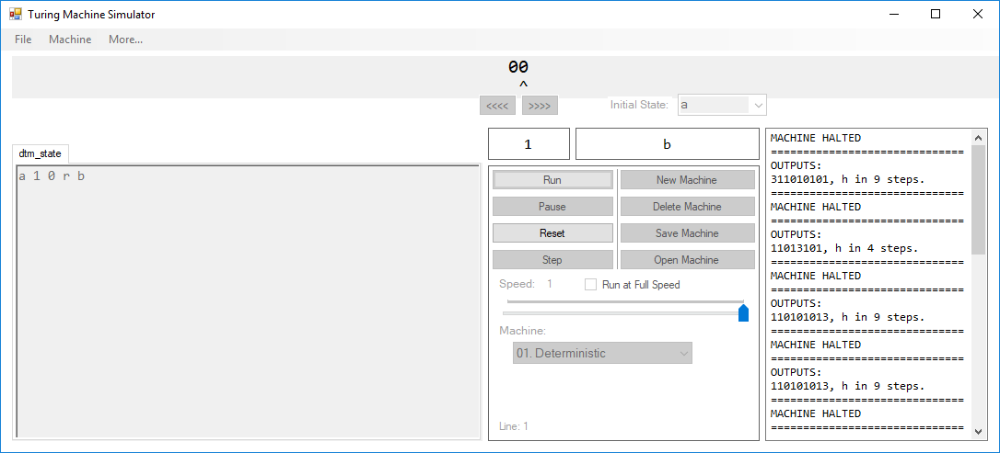 Turing Machine Simulator
File Machine More...
00
^
<<<< >>>> Initial State: a
1 b
dtm_state
a 1 0 r b
Run New Machine
Pause Delete Machine
Reset Save Machine
Step Open Machine
Speed: 1 Run at Full Speed
Machine:
01. Deterministic
Line: 1
MACHINE HALTED
==============================
OUTPUTS:
311010101, h in 9 steps.
==============================
MACHINE HALTED
==============================
OUTPUTS:
11013101, h in 4 steps.
==============================
MACHINE HALTED
==============================
OUTPUTS:
110101013, h in 9 steps.
==============================
MACHINE HALTED
==============================
OUTPUTS:
110101013, h in 9 steps.
==============================
MACHINE HALTED
==============================